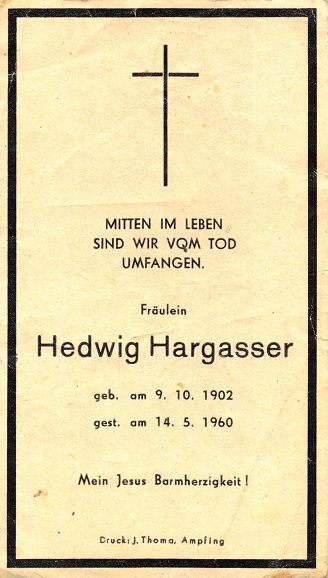 MITTEN IM LEBEN
SIND WIR VOM TOD
UMFANGEN.
Fräulein
Hedwig Hargasser
geb. am 9. 10. 1902
gest. am 14. 5. 1960
Mein Jesus Barmherzigkeit!
Druck: J. Thoma, Ampfing